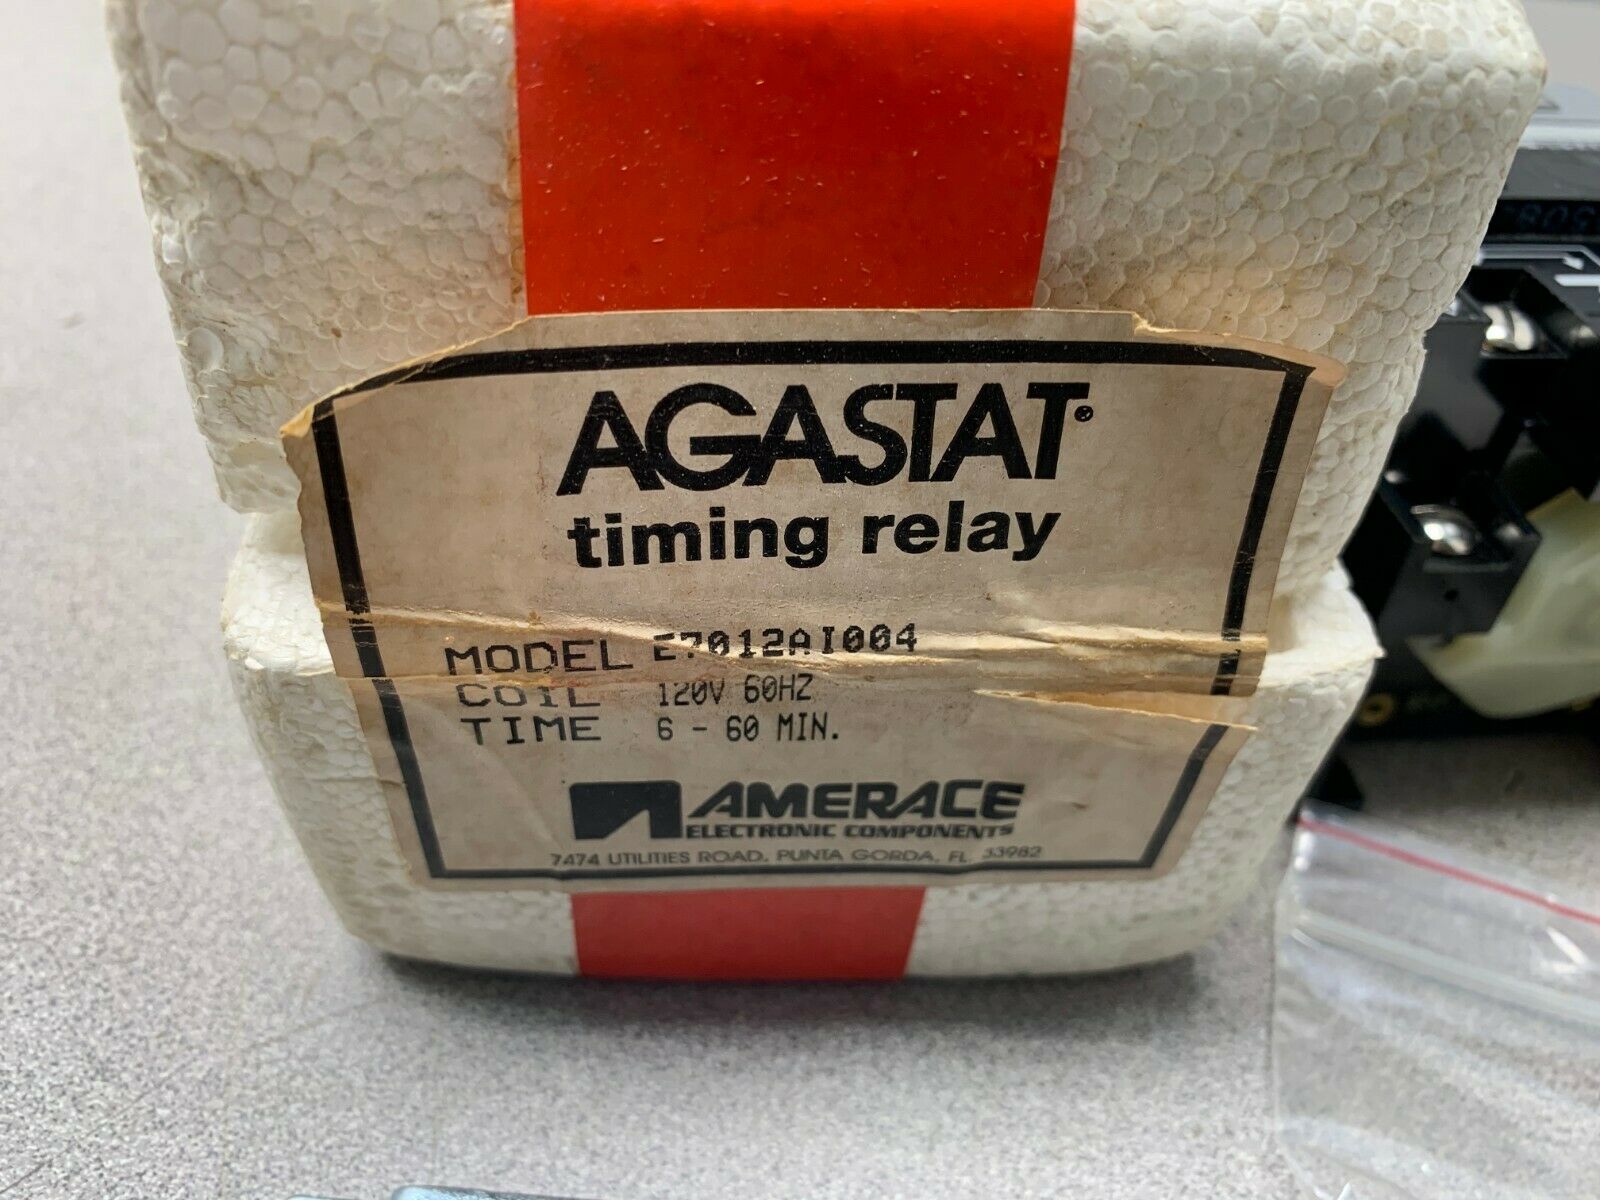 AGASTAT®
timing relay
MODEL E7012AI004
COIL 120V 60HZ
TIME 6 - 60 MIN.
AMERACE
ELECTRONIC COMPONENTS
7474 UTILITIES ROAD, PUNTA GORDA, FL 33982